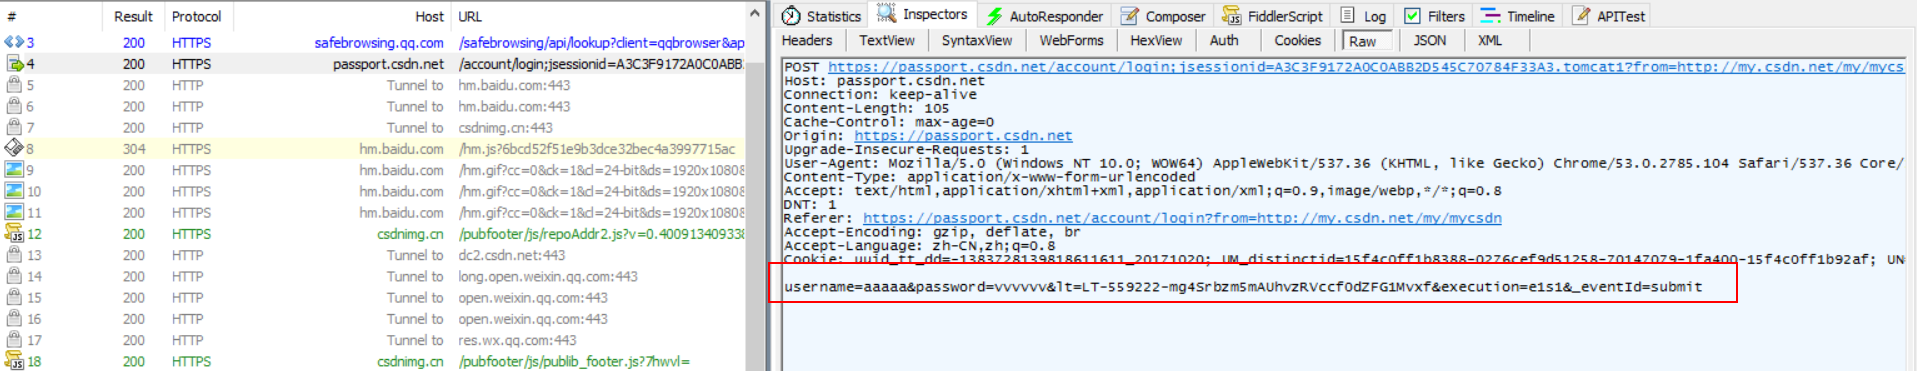 # Result Protocol Host URL
3 200 HTTPS safebrowsing.qq.com /safebrowsing/api/lookup?client=qqbrowser&ap
4 200 HTTPS passport.csdn.net /account/login;jsessionid=A3C3F9172A0C0ABB
5 200 HTTP Tunnel to hm.baidu.com:443
6 200 HTTP Tunnel to hm.baidu.com:443
7 200 HTTP Tunnel to csdnimg.cn:443
8 304 HTTPS hm.baidu.com /hm.js?6bcd52f51e9b3dce32bec4a3997715ac
9 200 HTTPS hm.baidu.com /hm.gif?cc=0&ck=1&cl=24-bit&ds=1920x1080&
10 200 HTTPS hm.baidu.com /hm.gif?cc=0&ck=1&cl=24-bit&ds=1920x1080&
11 200 HTTPS hm.baidu.com /hm.gif?cc=0&ck=1&cl=24-bit&ds=1920x1080&
12 200 HTTPS csdnimg.cn /pubfooter/js/repoAddr2.js?v=0.400913409338
13 200 HTTP Tunnel to dc2.csdn.net:443
14 200 HTTP Tunnel to long.open.weixin.qq.com:443
15 200 HTTP Tunnel to open.weixin.qq.com:443
16 200 HTTP Tunnel to open.weixin.qq.com:443
17 200 HTTP Tunnel to res.wx.qq.com:443
18 200 HTTPS csdnimg.cn /pubfooter/js/publib_footer.js?7hwvl=
Statistics Inspectors AutoResponder Composer FiddlerScript Log Filters Timeline APITest
Headers TextView SyntaxView WebForms HexView Auth Cookies Raw JSON XML
POST https://passport.csdn.net/account/login;jsessionid=A3C3F9172A0C0ABB2D545C70784F33A3.tomcat1?from=http://my.csdn.net/my/mycs
Host: passport.csdn.net
Connection: keep-alive
Content-Length: 105
Cache-Control: max-age=0
Origin: https://passport.csdn.net
Upgrade-Insecure-Requests: 1
User-Agent: Mozilla/5.0 (Windows NT 10.0; WOW64) AppleWebKit/537.36 (KHTML, like Gecko) Chrome/53.0.2785.104 Safari/537.36 Core/
Content-Type: application/x-www-form-urlencoded
Accept: text/html,application/xhtml+xml,application/xml;q=0.9,image/webp,*/*;q=0.8
DNT: 1
Referer: https://passport.csdn.net/account/login?from=http://my.csdn.net/my/mycsdn
Accept-Encoding: gzip, deflate, br
Accept-Language: zh-CN,zh;q=0.8
Cookie: uuid_tt_dd=-1383728139818611611_20171020; UM_distinctid=15f4c0ff1b8388-0276cef9d51258-70147079-1fa400-15f4c0ff1b92af; UN
username=aaaaa&password=vvvvvv&lt=LT-559222-mg4Srbzm5mAUhvzRVccfOdZFG1Mvxf&execution=e1s1&_eventId=submit